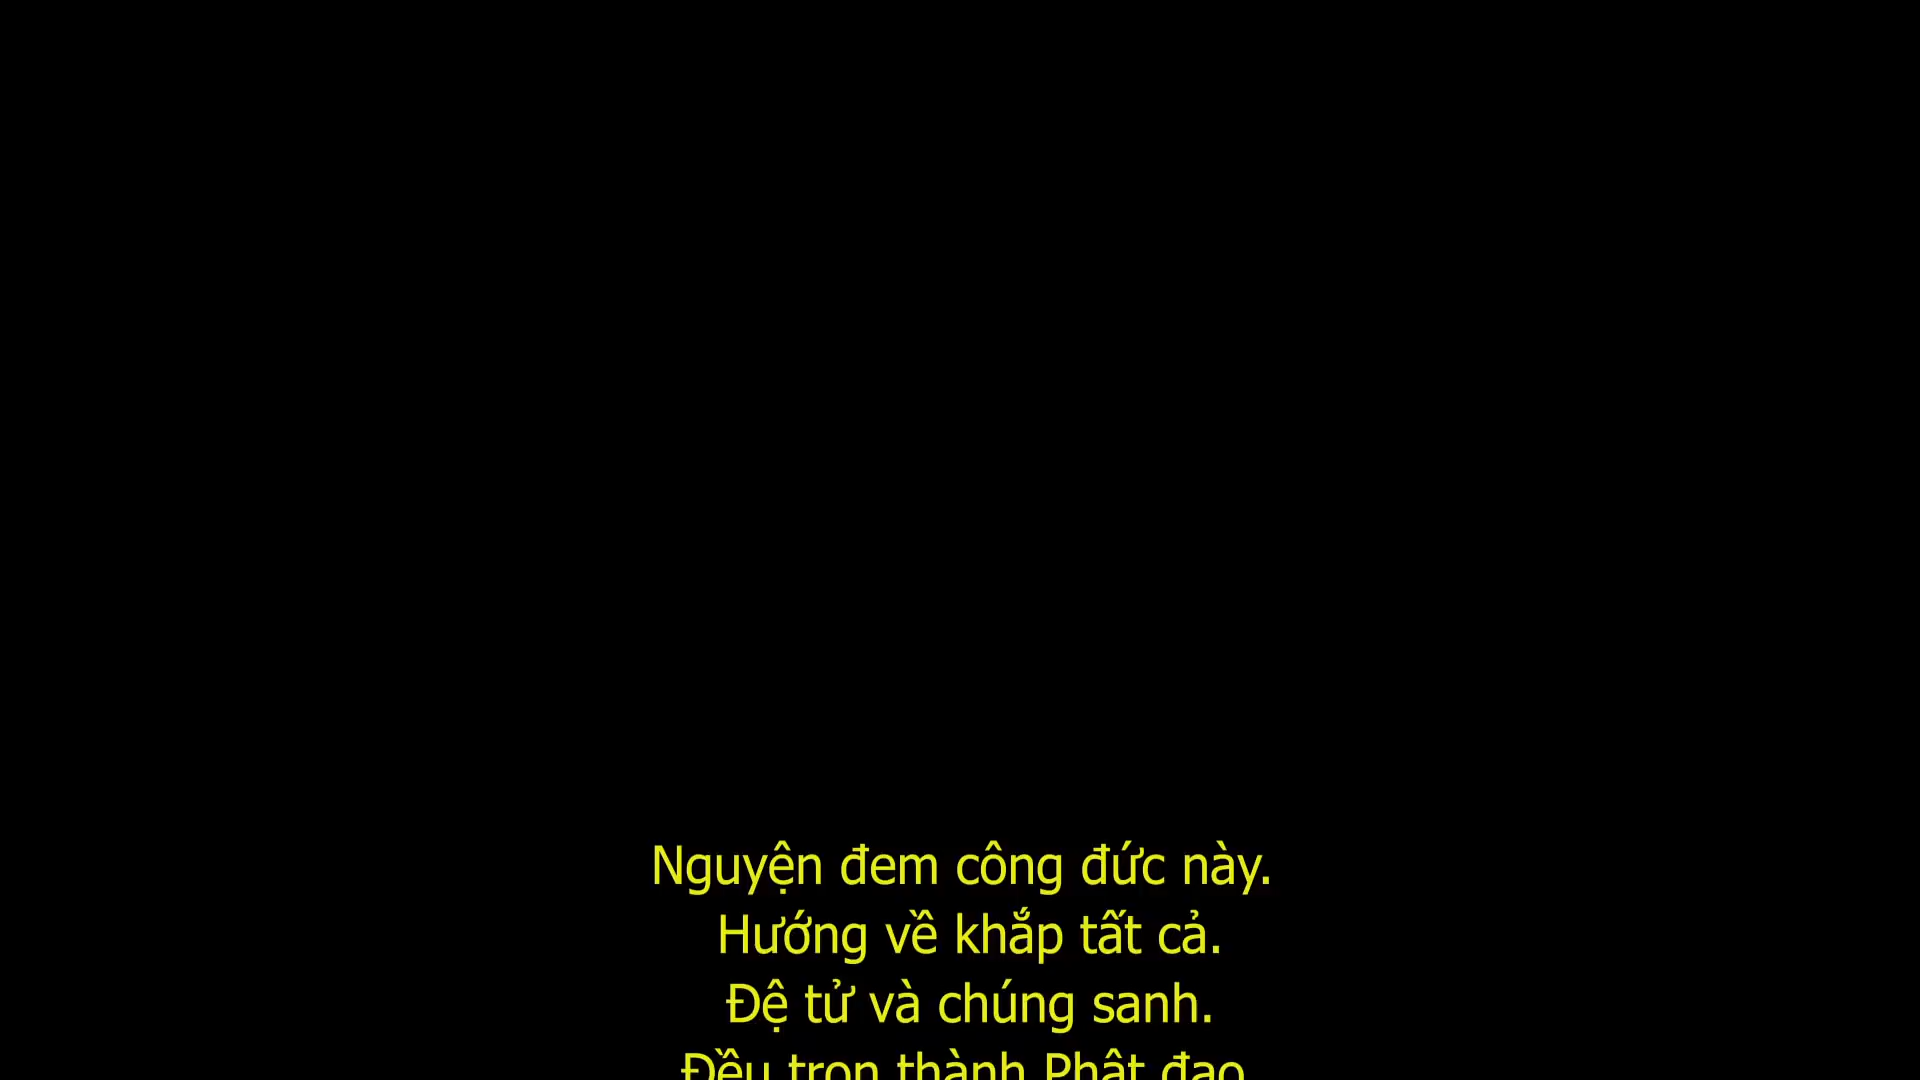 Nguyện đem công đức này.
Hướng về khắp tất cả.
Đệ tử và chúng sanh.
Đều trọn thành Phật đạo